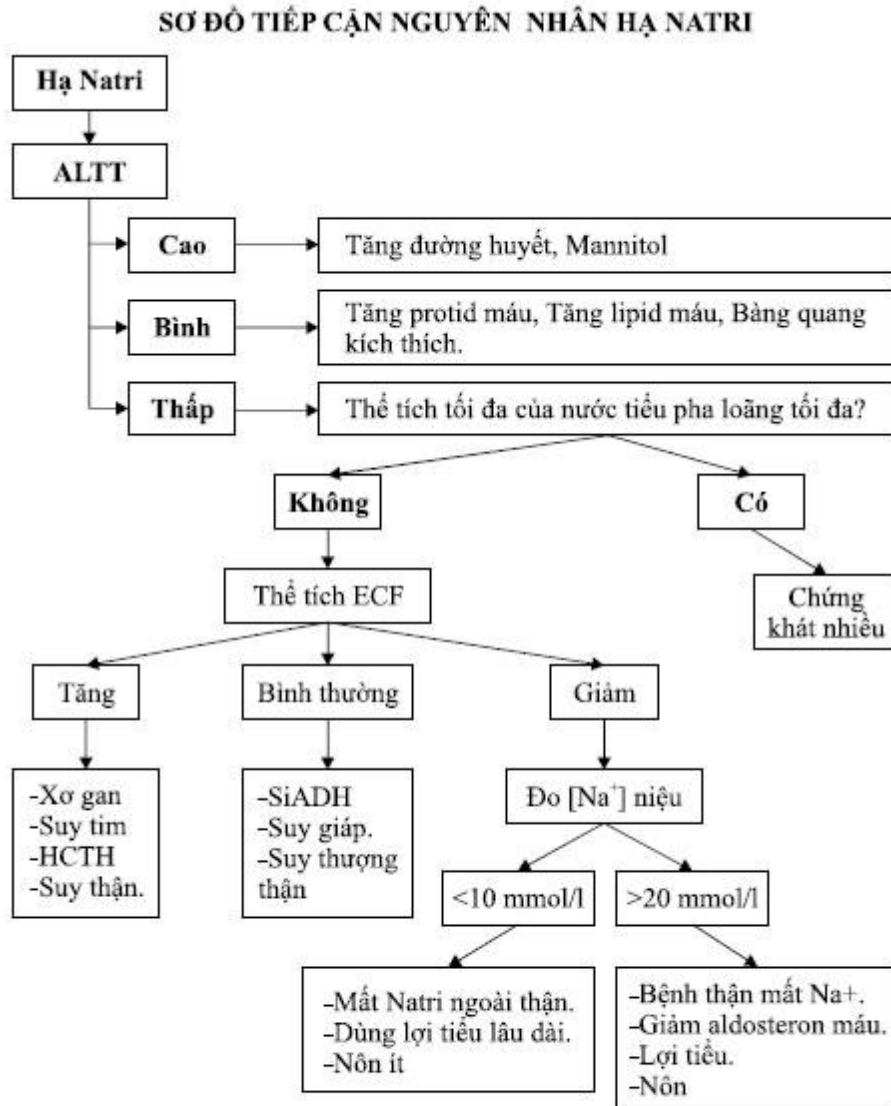 SƠ ĐỒ TIẾP CẬN NGUYÊN NHÂN HẠ NATRI
Hạ Natri
ALTT
Cao
Tăng đường huyết, Mannitol
Bình
Tăng protid máu, Tăng lipid máu, Bàng quang
kích thích.
Thấp
Thể tích tối đa của nước tiểu pha loãng tối đa?
Không
Có
Thể tích ECF
Chứng
khát nhiều
Tăng
Bình thường
Giảm
-Xơ gan
-Suy tim
-HCTH
-Suy thận.
-SiADH
-Suy giáp.
-Suy thượng
thận
Đo [Na⁺] niệu
<10 mmol/l
>20 mmol/l
-Mất Natri ngoài thận.
-Dùng lợi tiểu lâu dài.
-Nôn ít
-Bệnh thận mất Na+.
-Giảm aldosteron máu.
-Lợi tiểu.
-Nôn